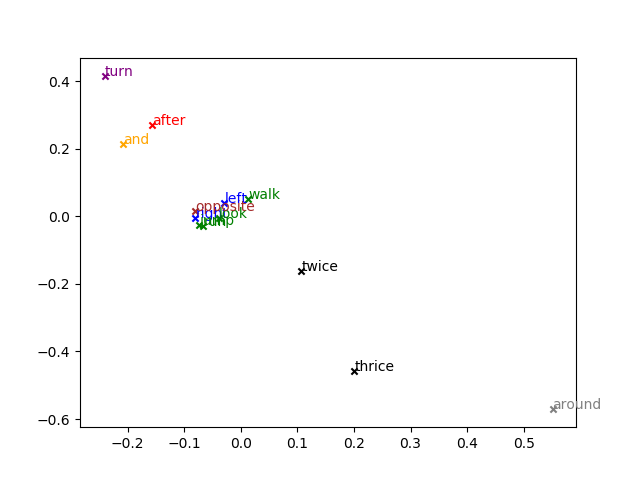 0.4
turn
after
0.2
and
left
walk
opposite
right
look
0.0
jump
run
twice
−0.2
thrice
−0.4
around
−0.6
−0.2 −0.1 0.0 0.1 0.2 0.3 0.4 0.5